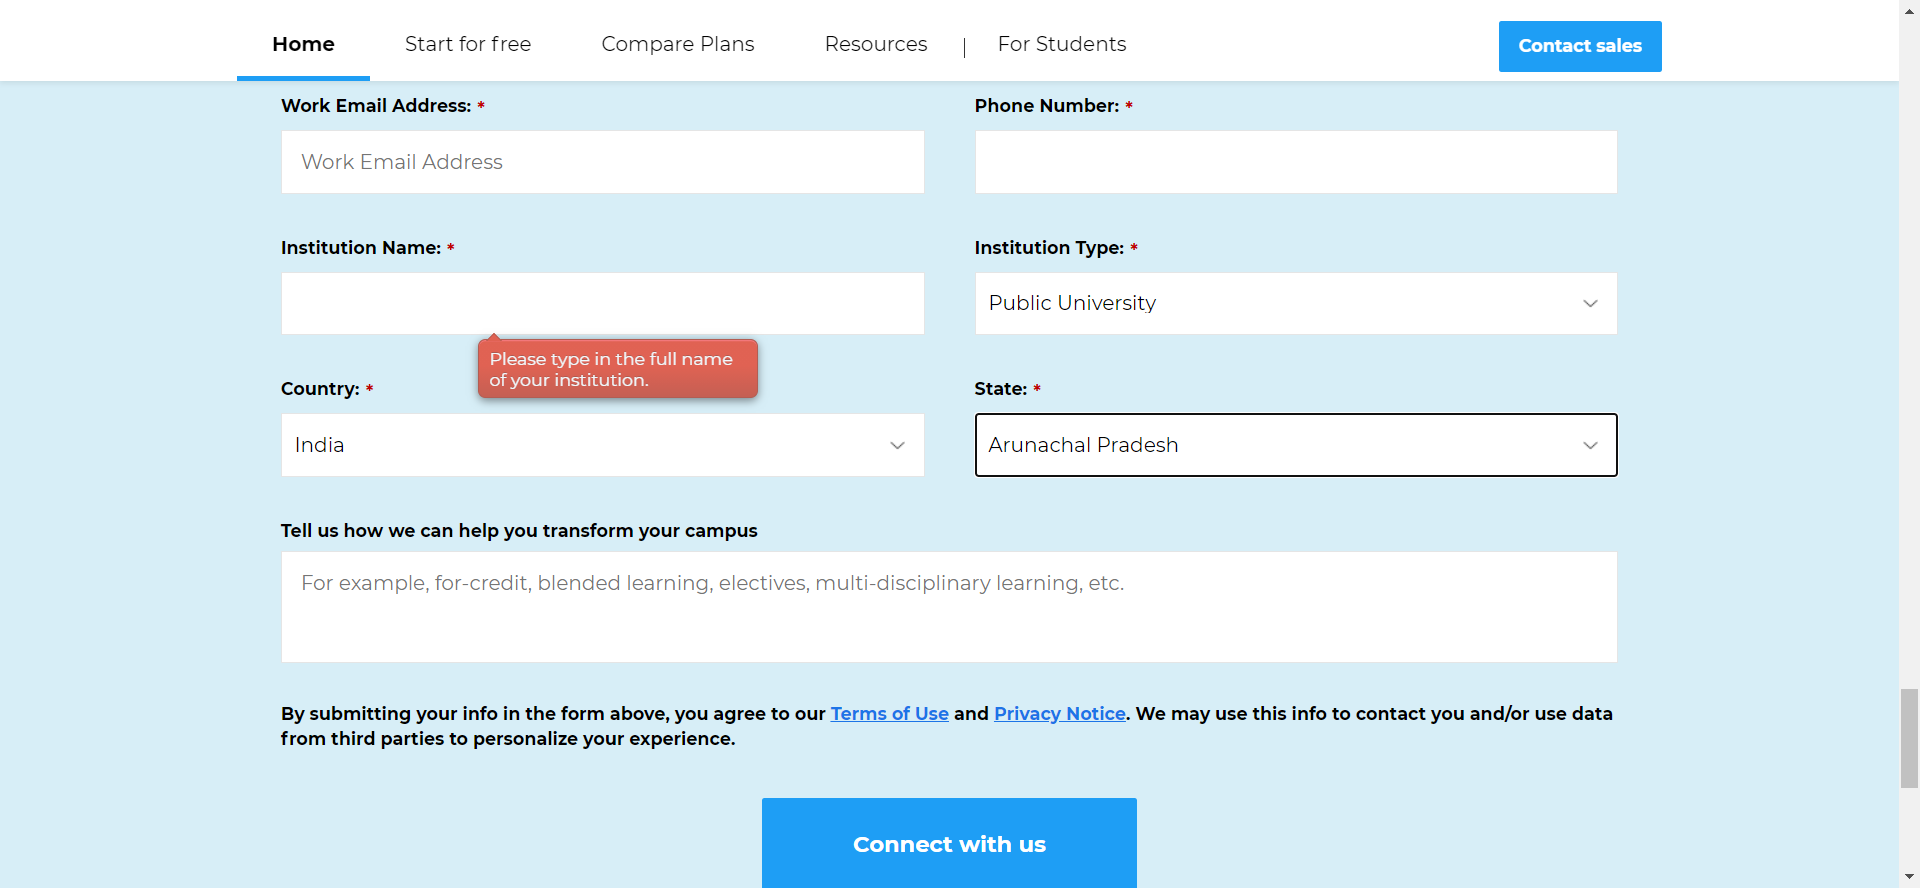 Home
Start for free
Compare Plans
Resources
|
For Students
Contact sales
Work Email Address: *
Phone Number: *
Work Email Address
Institution Name: *
Institution Type: *
Public University
Please type in the full name
of your institution.
Country: *
State: *
India
Arunachal Pradesh
Tell us how we can help you transform your campus
For example, for-credit, blended learning, electives, multi-disciplinary learning, etc.
By submitting your info in the form above, you agree to our Terms of Use and Privacy Notice. We may use this info to contact you and/or use data
from third parties to personalize your experience.
Connect with us